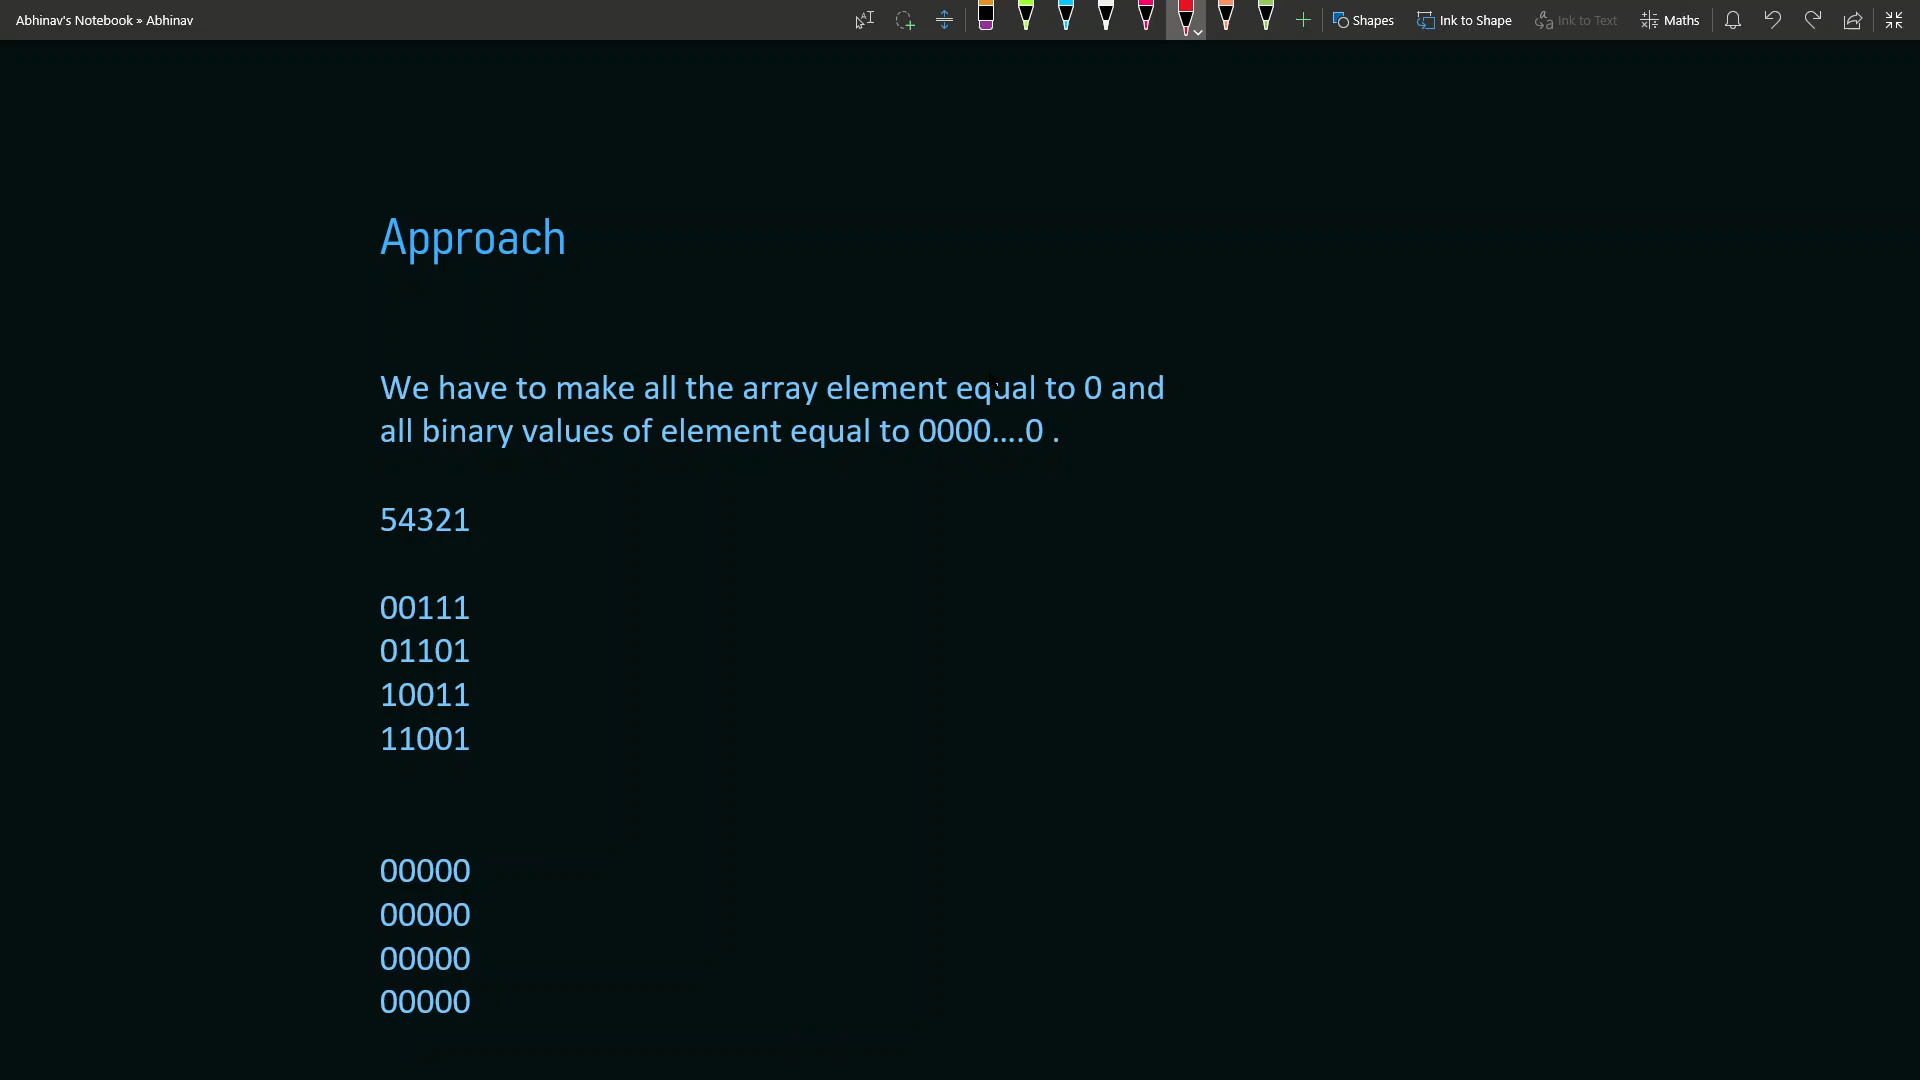 Abhinav's Notebook » Abhinav
Shapes
Ink to Shape
Ink to Text
Maths
Approach
We have to make all the array element equal to 0 and
all binary values of element equal to 0000....0 .
54321
00111
01101
10011
11001
00000
00000
00000
00000